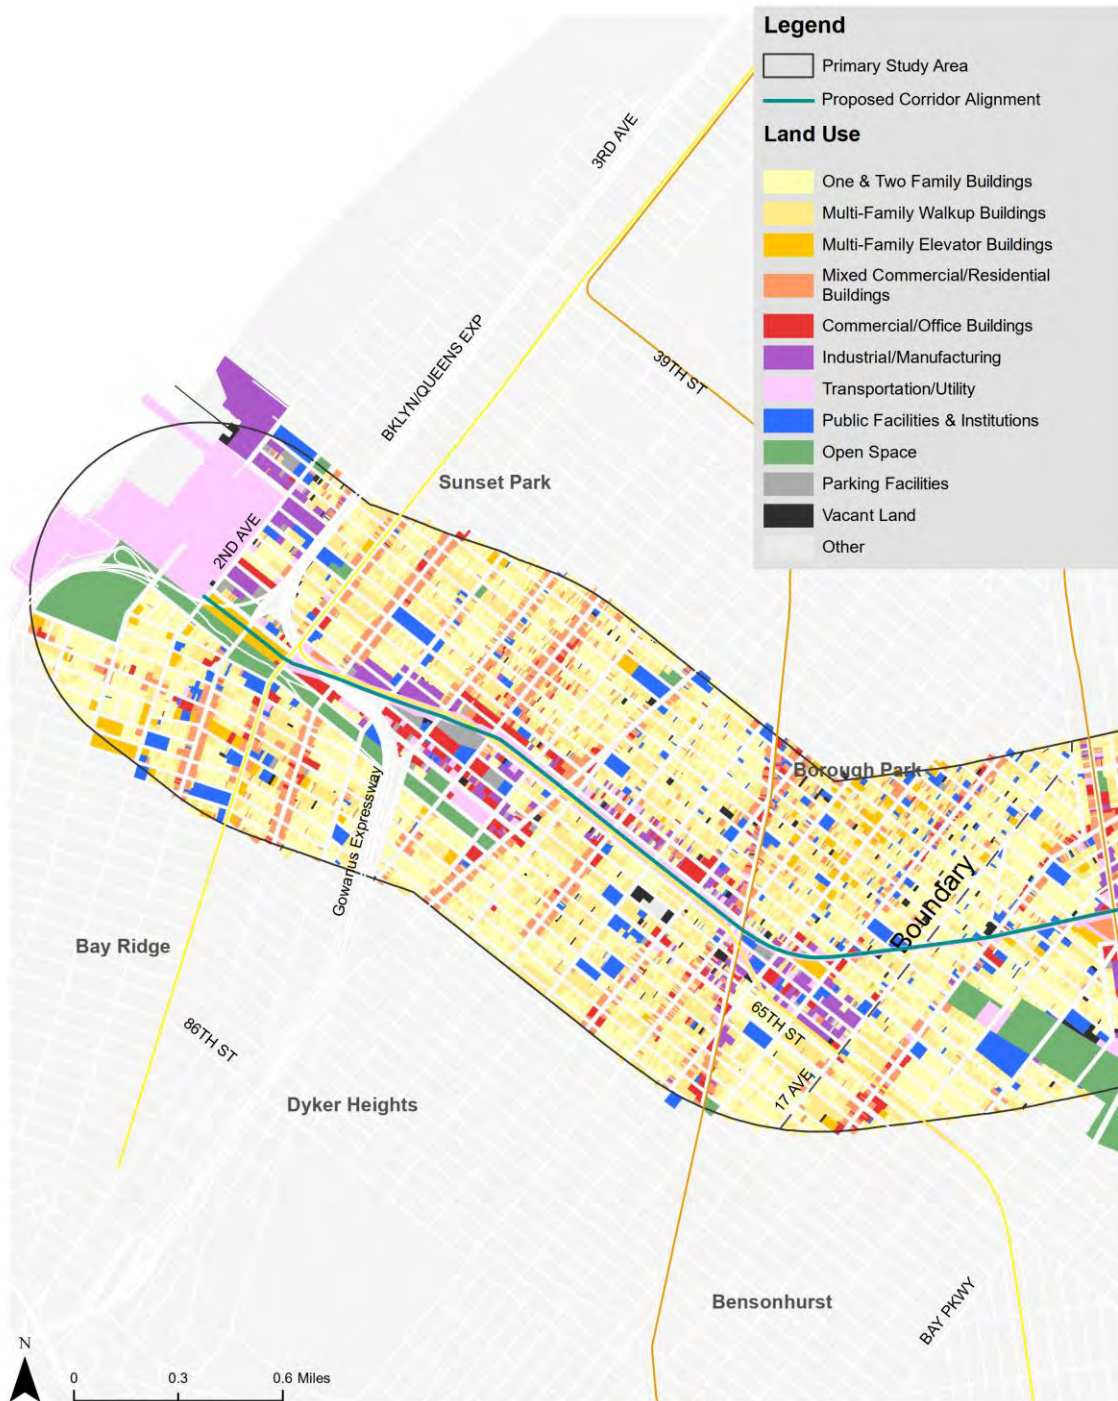 Legend
Primary Study Area
Proposed Corridor Alignment
Land Use
One & Two Family Buildings
Multi-Family Walkup Buildings
Multi-Family Elevator Buildings
Mixed Commercial/Residential
Buildings
Commercial/Office Buildings
Industrial/Manufacturing
Transportation/Utility
Public Facilities & Institutions
Open Space
Parking Facilities
Vacant Land
Other
3RD AVE
39TH ST
BKLYN/QUEENS EXP
Sunset Park
2ND AVE
Borough Park
Gowanus Expressway
Boundary
Bay Ridge
65TH ST
86TH ST
17 AVE
Dyker Heights
Bensonhurst
BAY PKWY
N
0 0.3 0.6 Miles